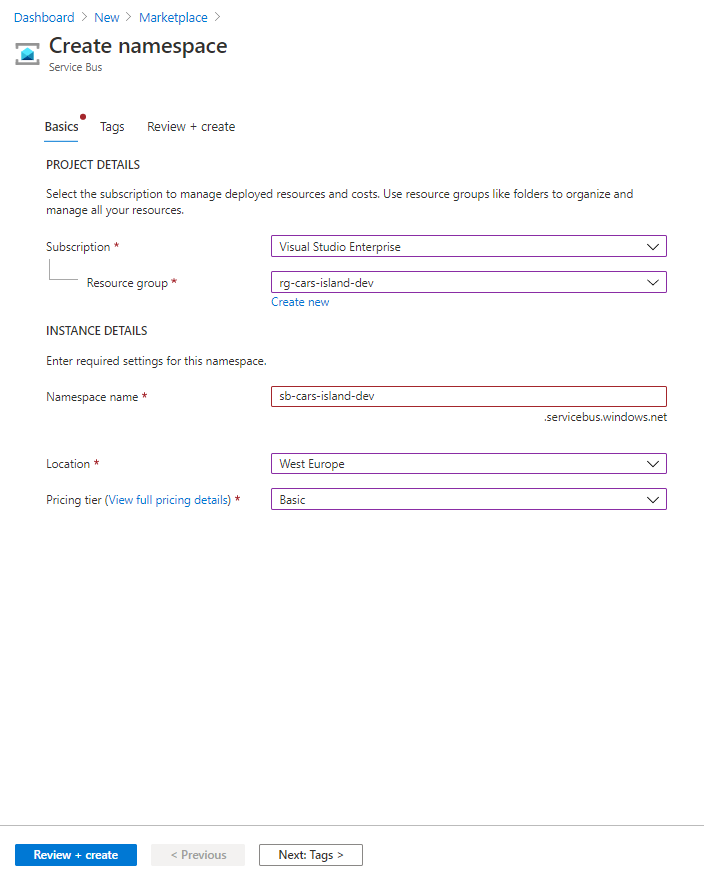 Dashboard > New > Marketplace >
Create namespace
Service Bus
Basics Tags Review + create
PROJECT DETAILS
Select the subscription to manage deployed resources and costs. Use resource groups like folders to organize and
manage all your resources.
Subscription * Visual Studio Enterprise
Resource group * rg-cars-island-dev
Create new
INSTANCE DETAILS
Enter required settings for this namespace.
Namespace name * sb-cars-island-dev
.servicebus.windows.net
Location * West Europe
Pricing tier (View full pricing details) * Basic
Review + create < Previous Next: Tags >